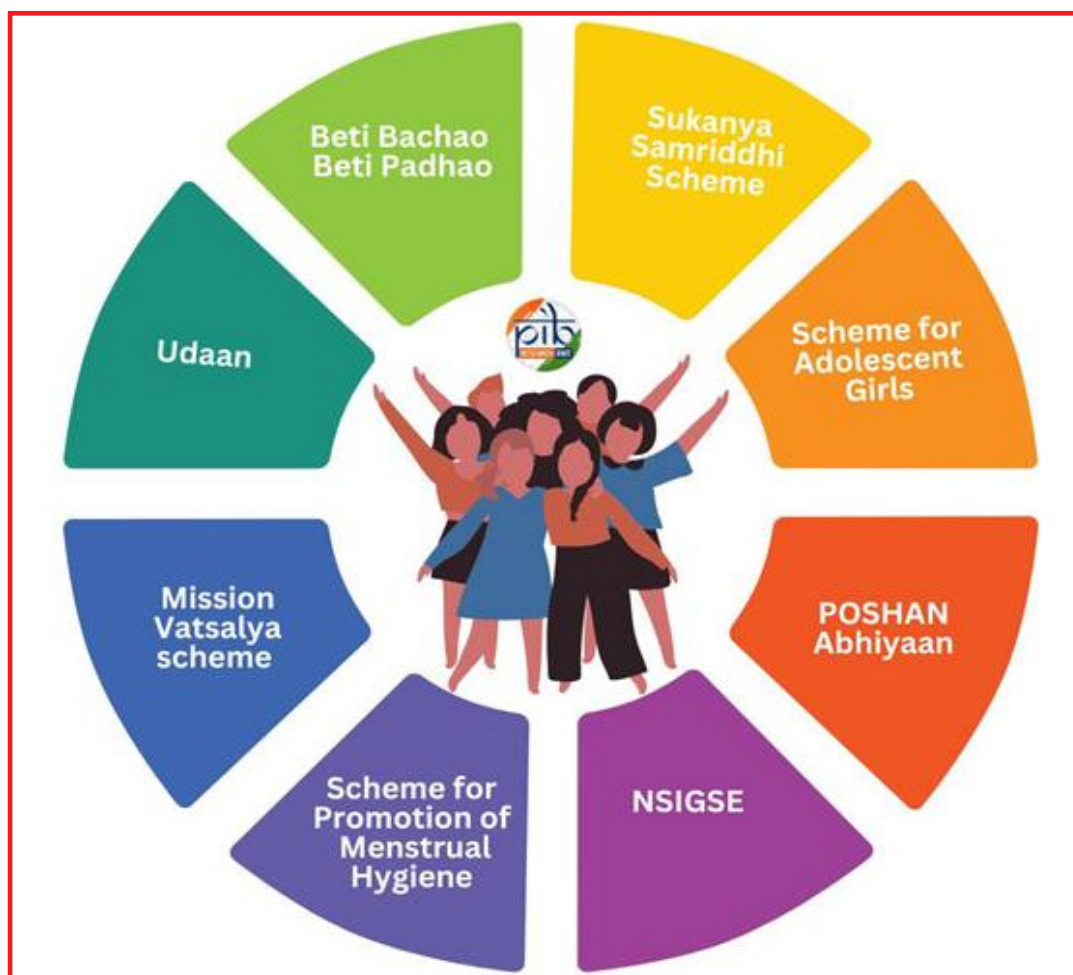 Beti Bachao
Beti Padhao
Sukanya
Samriddhi
Scheme
Scheme for
Adolescent
Girls
POSHAN
Abhiyaan
NSIGSE
Scheme for
Promotion of
Menstrual
Hygiene
Mission
Vatsalya
scheme
Udaan
pib